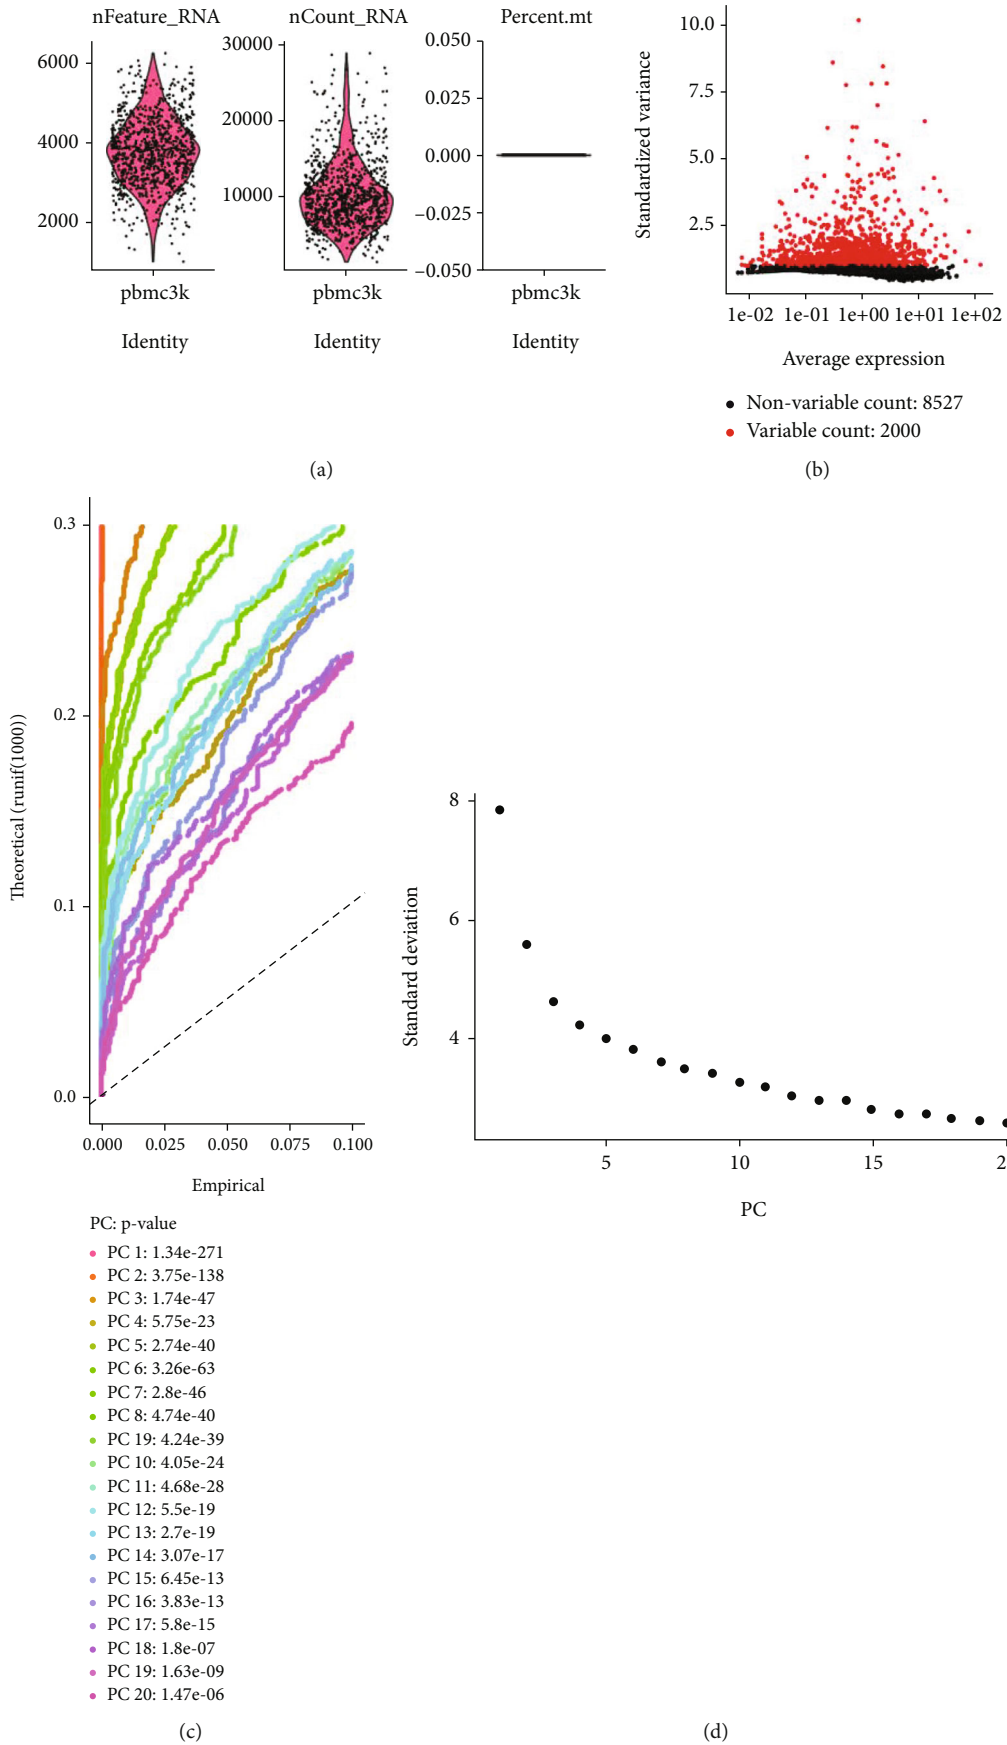 nFeature_RNA
6000
4000
2000
pbmc3k
Identity
nCount_RNA
30000
20000
10000
pbmc3k
Identity
Percent.mt
0.050
0.025
0.000
−0.025
−0.050
pbmc3k
Identity
(a)
Standardized variance
10.0
7.5
5.0
2.5
1e-02 1e-01 1e+00 1e+01 1e+02
Average expression
Non-variable count: 8527
Variable count: 2000
(b)
Theoretical (runif(1000))
0.3
0.2
0.1
0.0
0.000 0.025 0.050 0.075 0.100
Empirical
PC: p-value
PC 1: 1.34e-271
PC 2: 3.75e-138
PC 3: 1.74e-47
PC 4: 5.75e-23
PC 5: 2.74e-40
PC 6: 3.26e-63
PC 7: 2.8e-46
PC 8: 4.74e-40
PC 19: 4.24e-39
PC 10: 4.05e-24
PC 11: 4.68e-28
PC 12: 5.5e-19
PC 13: 2.7e-19
PC 14: 3.07e-17
PC 15: 6.45e-13
PC 16: 3.83e-13
PC 17: 5.8e-15
PC 18: 1.8e-07
PC 19: 1.63e-09
PC 20: 1.47e-06
(c)
Standard deviation
8
6
4
5 10 15 2
PC
(d)